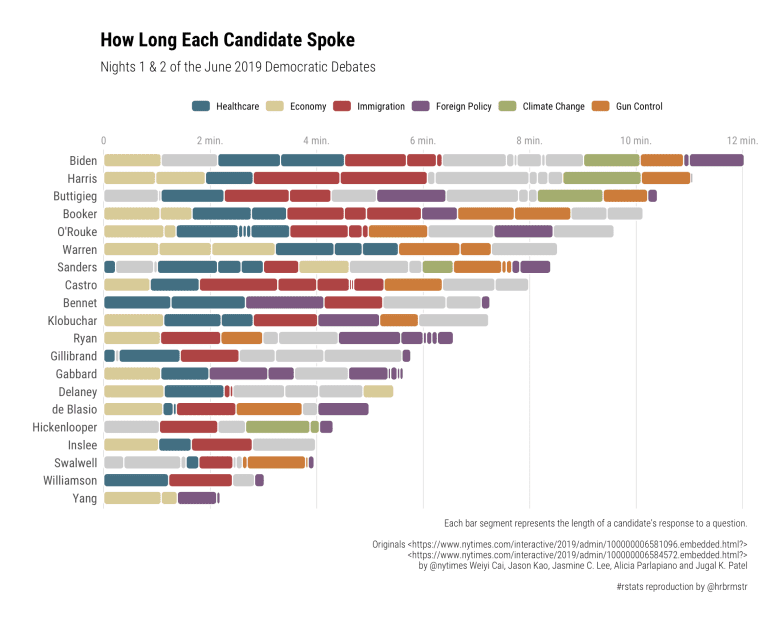 How Long Each Candidate Spoke
Nights 1 & 2 of the June 2019 Democratic Debates
Healthcare Economy Immigration Foreign Policy Climate Change Gun Control
0 2 min. 4 min. 6 min. 8 min. 10 min. 12 min.
Biden
Harris
Buttigieg
Booker
O'Rourke
Warren
Sanders
Castro
Bennet
Klobuchar
Ryan
Gillibrand
Gabbard
Delaney
de Blasio
Hickenlooper
Inslee
Swalwell
Williamson
Yang
Each bar segment represents the length of a candidate's response to a question.
Originals <https://www.nytimes.com/interactive/2019/admin/100000006581096.embedded.html?>
<https://www.nytimes.com/interactive/2019/admin/100000006584572.embedded.html?>
by @nytimes Weiyi Cai, Jason Kao, Jasmine C. Lee, Alicia Parlapiano and Jugal K. Patel
#rstats reproduction by @hrbrmstr